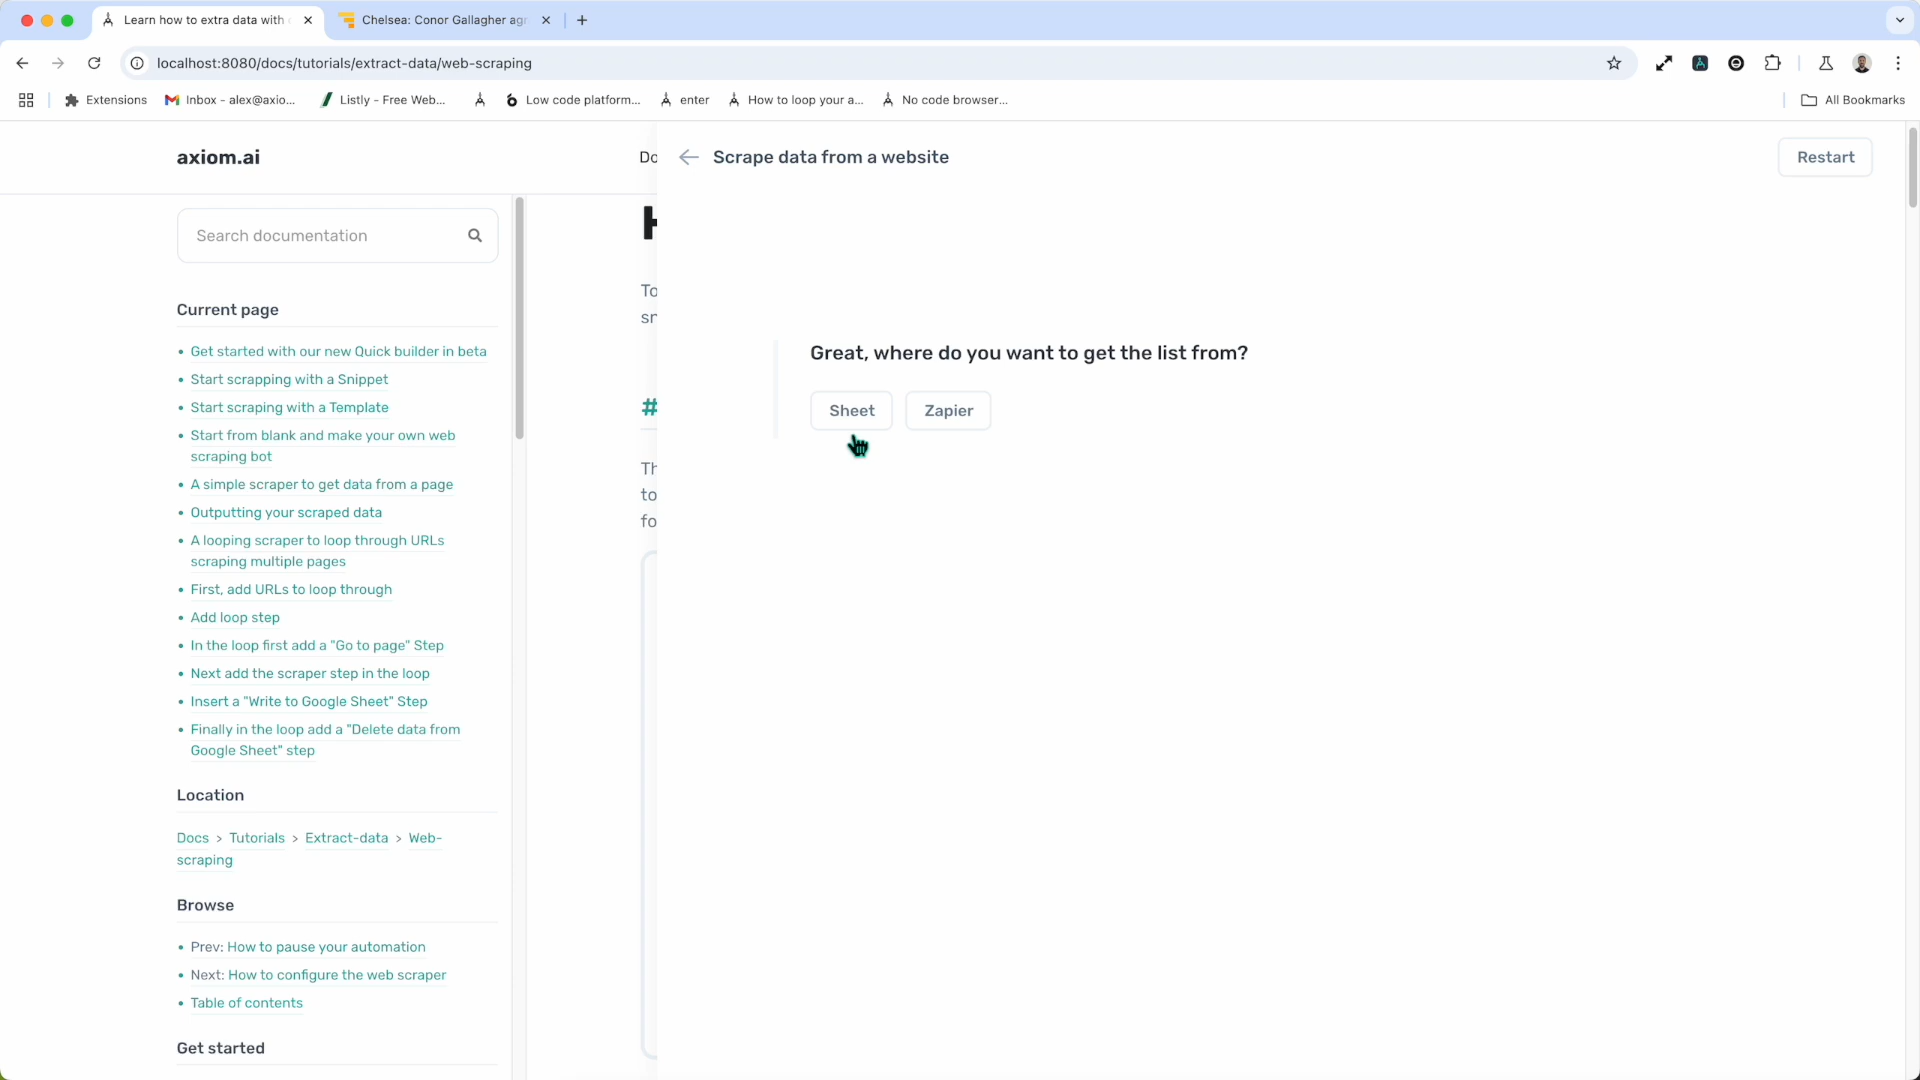 Learn how to extra data with
Chelsea: Conor Gallagher agr
localhost:8080/docs/tutorials/extract-data/web-scraping
Extensions
Inbox - alex@axio...
Listly - Free Web...
Low code platform...
enter
How to loop your a...
No code browser...
All Bookmarks
axiom.ai
Do
Scrape data from a website
Restart
Search documentation
H
Current page
To
sn
Get started with our new Quick builder in beta
Great, where do you want to get the list from?
Start scrapping with a Snippet
Start scraping with a Template
#
Sheet
Zapier
Start from blank and make your own web
scraping bot
Th
to
fo
A simple scraper to get data from a page
Outputting your scraped data
A looping scraper to loop through URLs
scraping multiple pages
First, add URLs to loop through
Add loop step
In the loop first add a "Go to page" Step
Next add the scraper step in the loop
Insert a "Write to Google Sheet" Step
Finally in the loop add a "Delete data from
Google Sheet" step
Location
Docs > Tutorials > Extract-data > Web-
scraping
Browse
Prev: How to pause your automation
Next: How to configure the web scraper
Table of contents
Get started